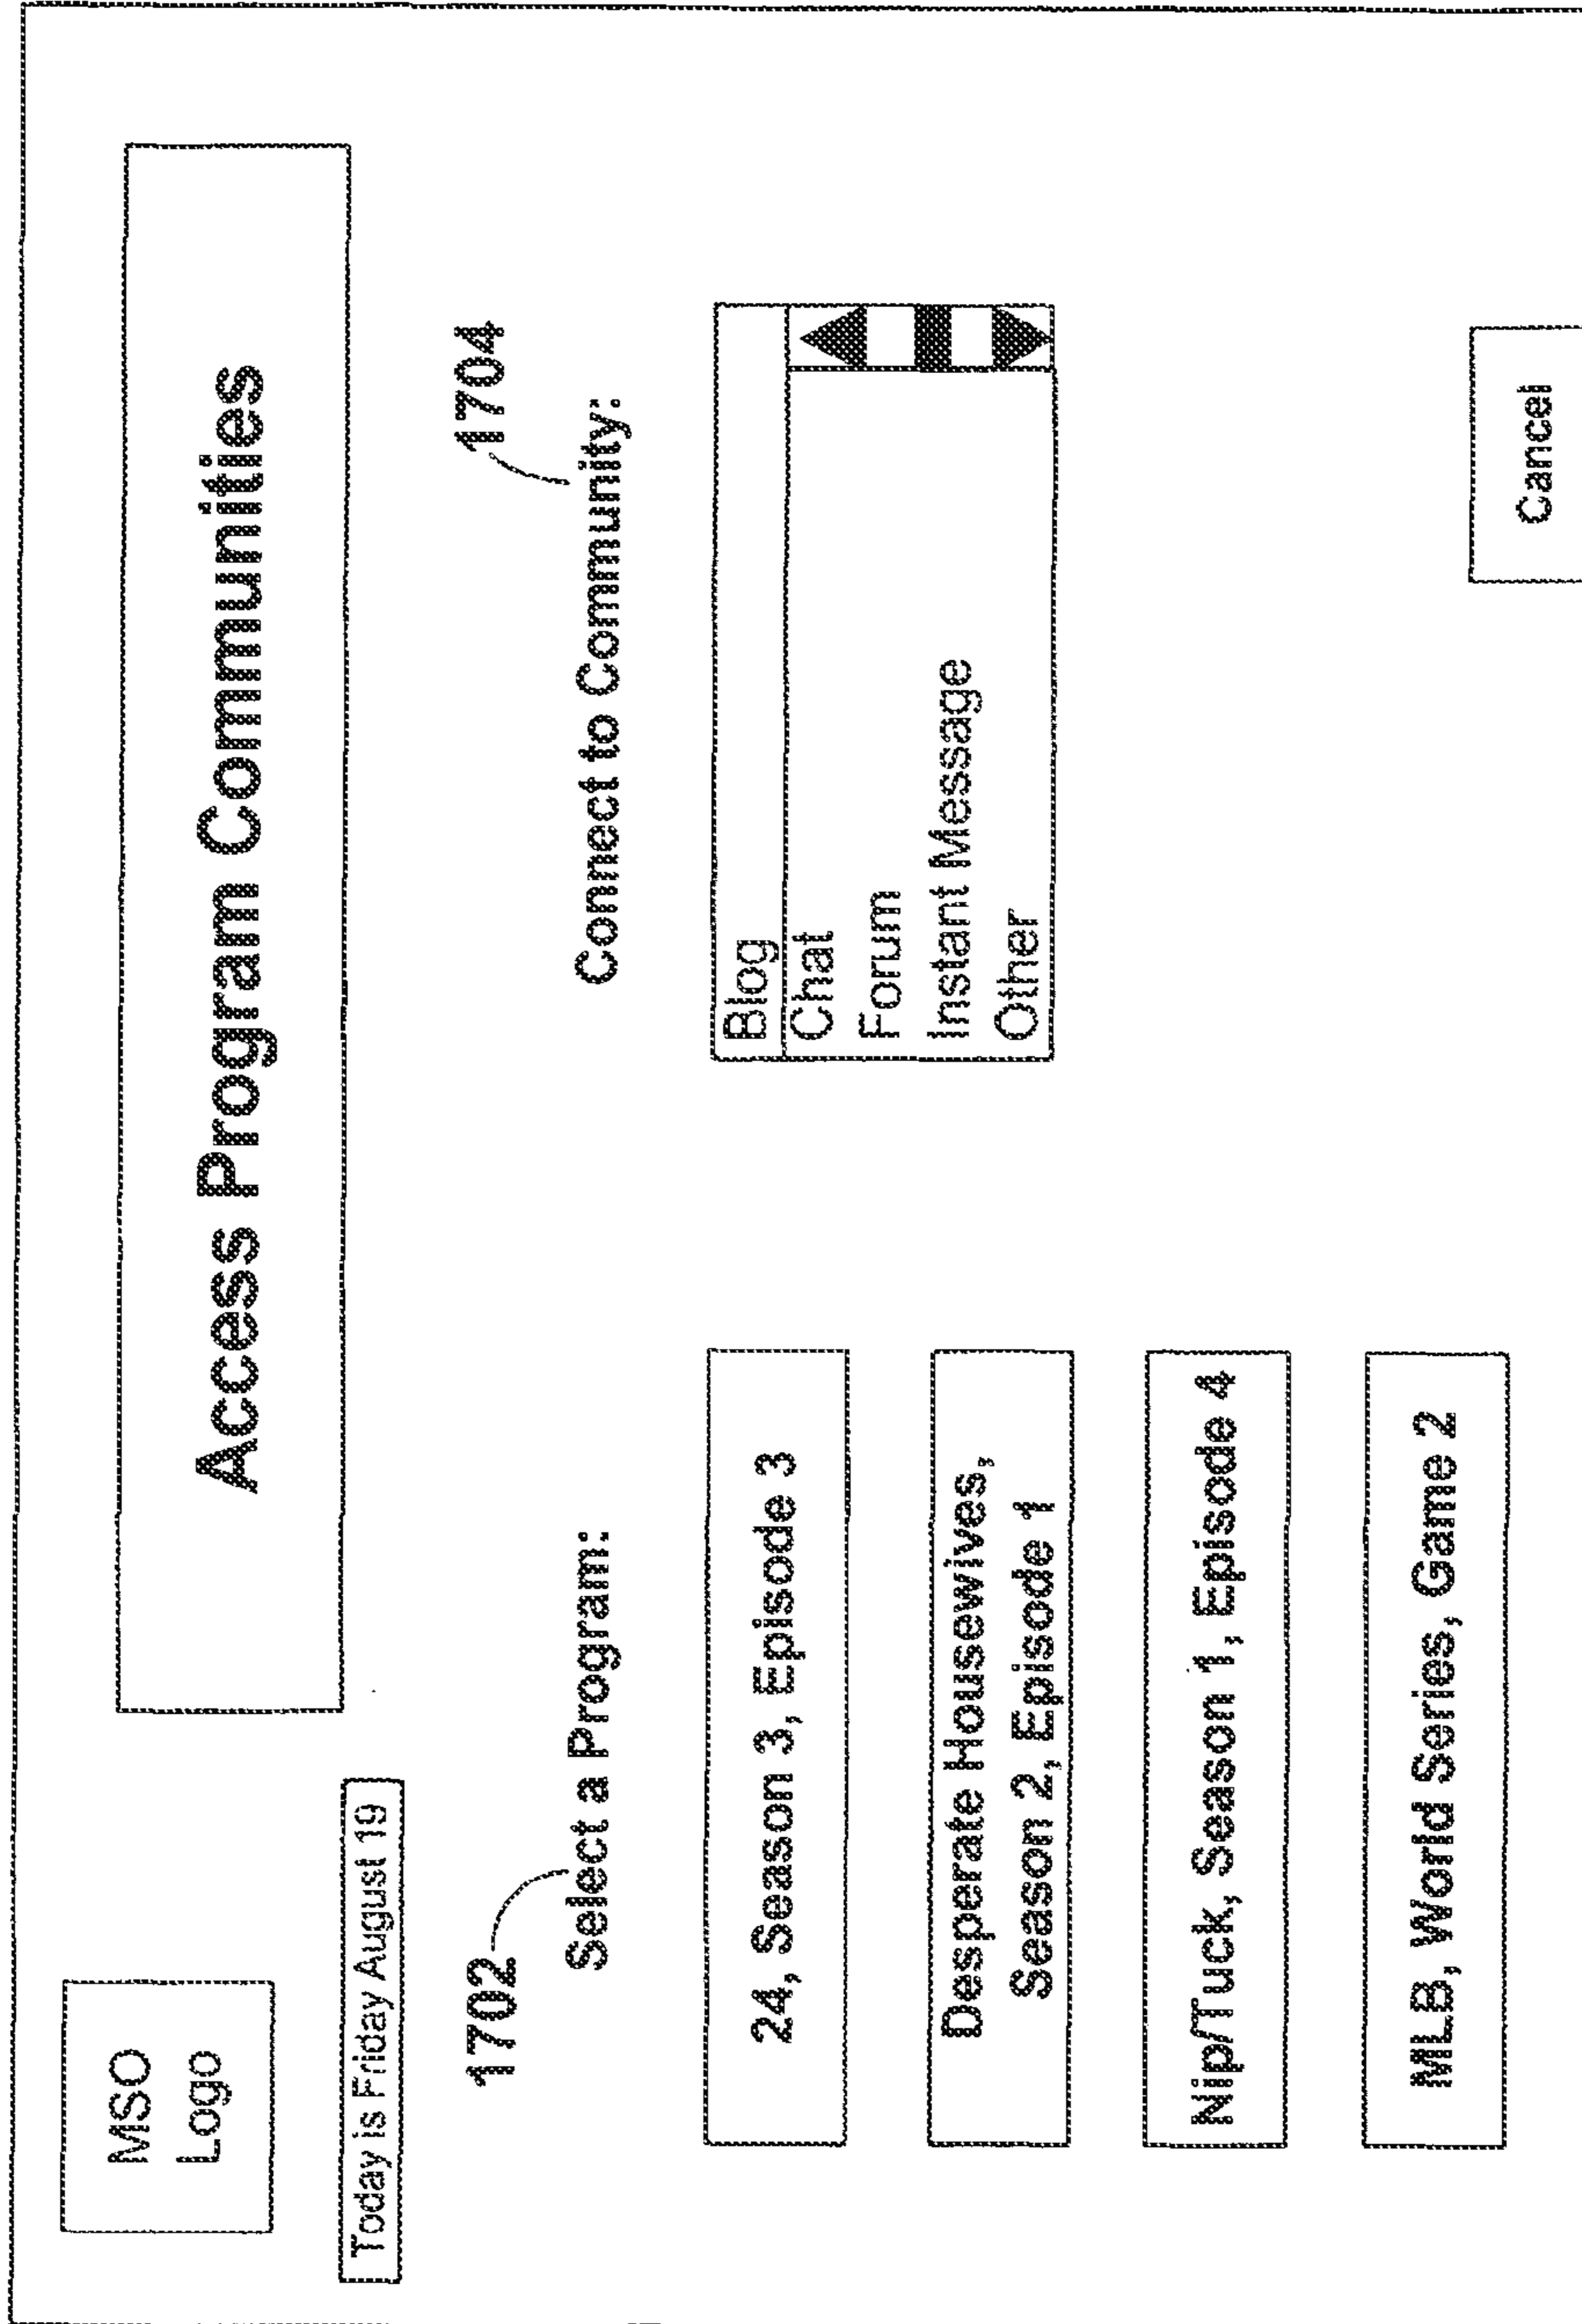 MSO
Logo
Access Program Communities
Today is Friday August 19
1702
Select a Program:
24, Season 3, Episode 3
Desperate Housewives,
Season 2, Episode 1
Nip/Tuck, Season 1, Episode 4
MLB, World Series, Game 2
1704
Connect to Community:
Blog
Chat
Forum
Instant Message
Other
Cancel